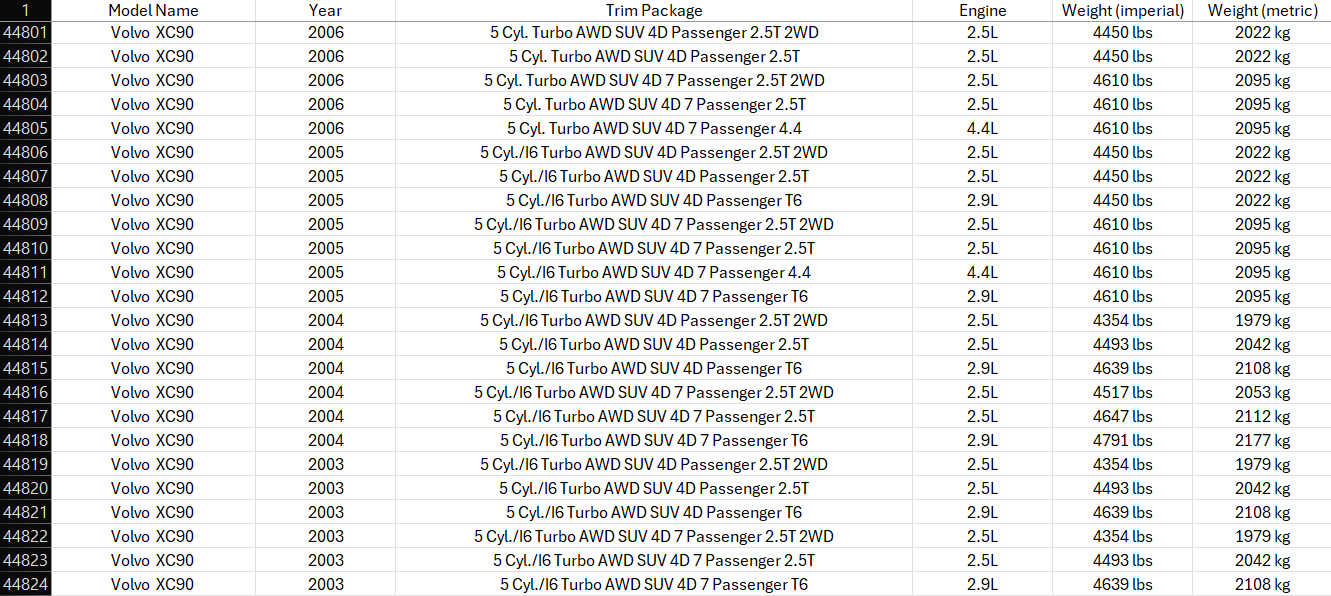 1 Model Name Year Trim Package Engine Weight (imperial) Weight (metric)
44801 Volvo XC90 2006 5 Cyl. Turbo AWD SUV 4D Passenger 2.5T 2WD 2.5L 4450 lbs 2022 kg
44802 Volvo XC90 2006 5 Cyl. Turbo AWD SUV 4D Passenger 2.5T 2.5L 4450 lbs 2022 kg
44803 Volvo XC90 2006 5 Cyl. Turbo AWD SUV 4D 7 Passenger 2.5T 2WD 2.5L 4610 lbs 2095 kg
44804 Volvo XC90 2006 5 Cyl. Turbo AWD SUV 4D 7 Passenger 2.5T 2.5L 4610 lbs 2095 kg
44805 Volvo XC90 2006 5 Cyl. Turbo AWD SUV 4D 7 Passenger 4.4 4.4L 4610 lbs 2095 kg
44806 Volvo XC90 2005 5 Cyl./I6 Turbo AWD SUV 4D Passenger 2.5T 2WD 2.5L 4450 lbs 2022 kg
44807 Volvo XC90 2005 5 Cyl./I6 Turbo AWD SUV 4D Passenger 2.5T 2.5L 4450 lbs 2022 kg
44808 Volvo XC90 2005 5 Cyl./I6 Turbo AWD SUV 4D Passenger T6 2.9L 4450 lbs 2022 kg
44809 Volvo XC90 2005 5 Cyl./I6 Turbo AWD SUV 4D 7 Passenger 2.5T 2WD 2.5L 4610 lbs 2095 kg
44810 Volvo XC90 2005 5 Cyl./I6 Turbo AWD SUV 4D 7 Passenger 2.5T 2.5L 4610 lbs 2095 kg
44811 Volvo XC90 2005 5 Cyl./I6 Turbo AWD SUV 4D 7 Passenger 4.4 4.4L 4610 lbs 2095 kg
44812 Volvo XC90 2005 5 Cyl./I6 Turbo AWD SUV 4D 7 Passenger T6 2.9L 4610 lbs 2095 kg
44813 Volvo XC90 2004 5 Cyl./I6 Turbo AWD SUV 4D Passenger 2.5T 2WD 2.5L 4354 lbs 1979 kg
44814 Volvo XC90 2004 5 Cyl./I6 Turbo AWD SUV 4D Passenger 2.5T 2.5L 4493 lbs 2042 kg
44815 Volvo XC90 2004 5 Cyl./I6 Turbo AWD SUV 4D Passenger T6 2.9L 4639 lbs 2108 kg
44816 Volvo XC90 2004 5 Cyl./I6 Turbo AWD SUV 4D 7 Passenger 2.5T 2WD 2.5L 4517 lbs 2053 kg
44817 Volvo XC90 2004 5 Cyl./I6 Turbo AWD SUV 4D 7 Passenger 2.5T 2.5L 4647 lbs 2112 kg
44818 Volvo XC90 2004 5 Cyl./I6 Turbo AWD SUV 4D 7 Passenger T6 2.9L 4791 lbs 2177 kg
44819 Volvo XC90 2003 5 Cyl./I6 Turbo AWD SUV 4D Passenger 2.5T 2WD 2.5L 4354 lbs 1979 kg
44820 Volvo XC90 2003 5 Cyl./I6 Turbo AWD SUV 4D Passenger 2.5T 2.5L 4493 lbs 2042 kg
44821 Volvo XC90 2003 5 Cyl./I6 Turbo AWD SUV 4D Passenger T6 2.9L 4639 lbs 2108 kg
44822 Volvo XC90 2003 5 Cyl./I6 Turbo AWD SUV 4D 7 Passenger 2.5T 2WD 2.5L 4354 lbs 1979 kg
44823 Volvo XC90 2003 5 Cyl./I6 Turbo AWD SUV 4D 7 Passenger 2.5T 2.5L 4493 lbs 2042 kg
44824 Volvo XC90 2003 5 Cyl./I6 Turbo AWD SUV 4D 7 Passenger T6 2.9L 4639 lbs 2108 kg